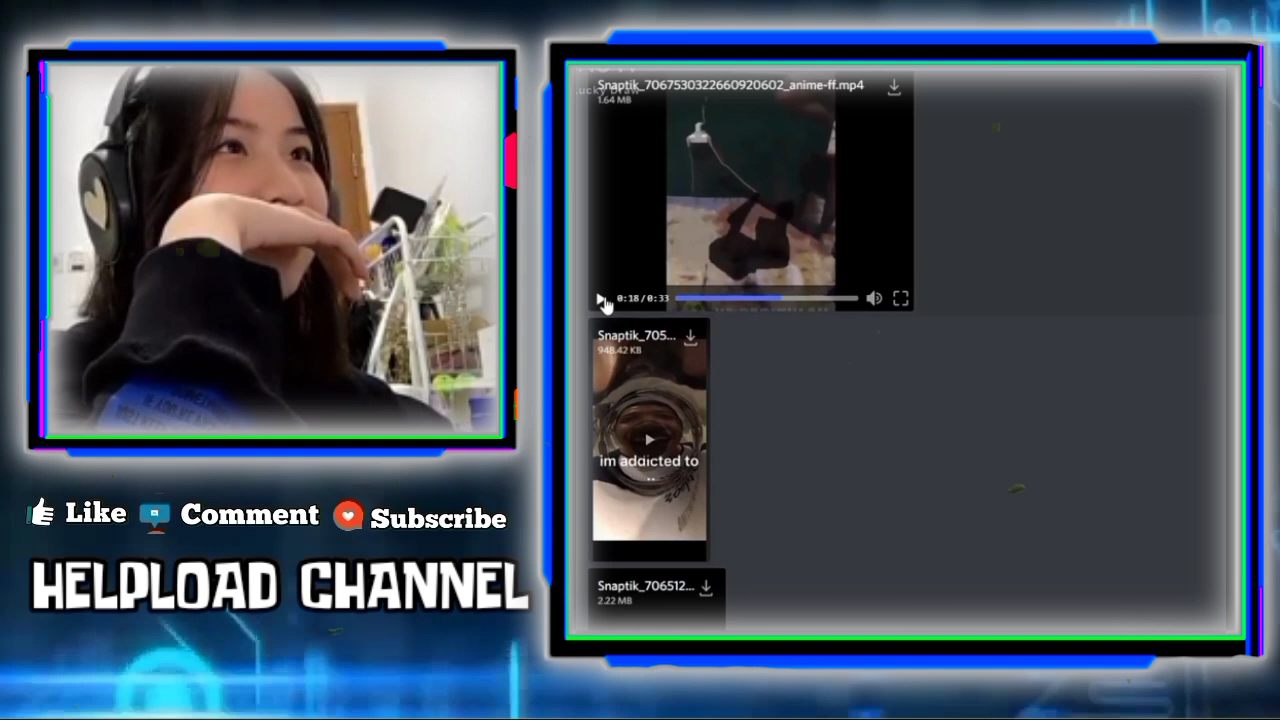 Snaptik_7067530322660920602_anime-ff.mp4
1.64 MB
0:18/0:33
Snaptik_705...
948.42 KB
im addicted to
Snaptik_706512...
2.22 MB
Like Comment Subscribe
HELPLOAD CHANNEL